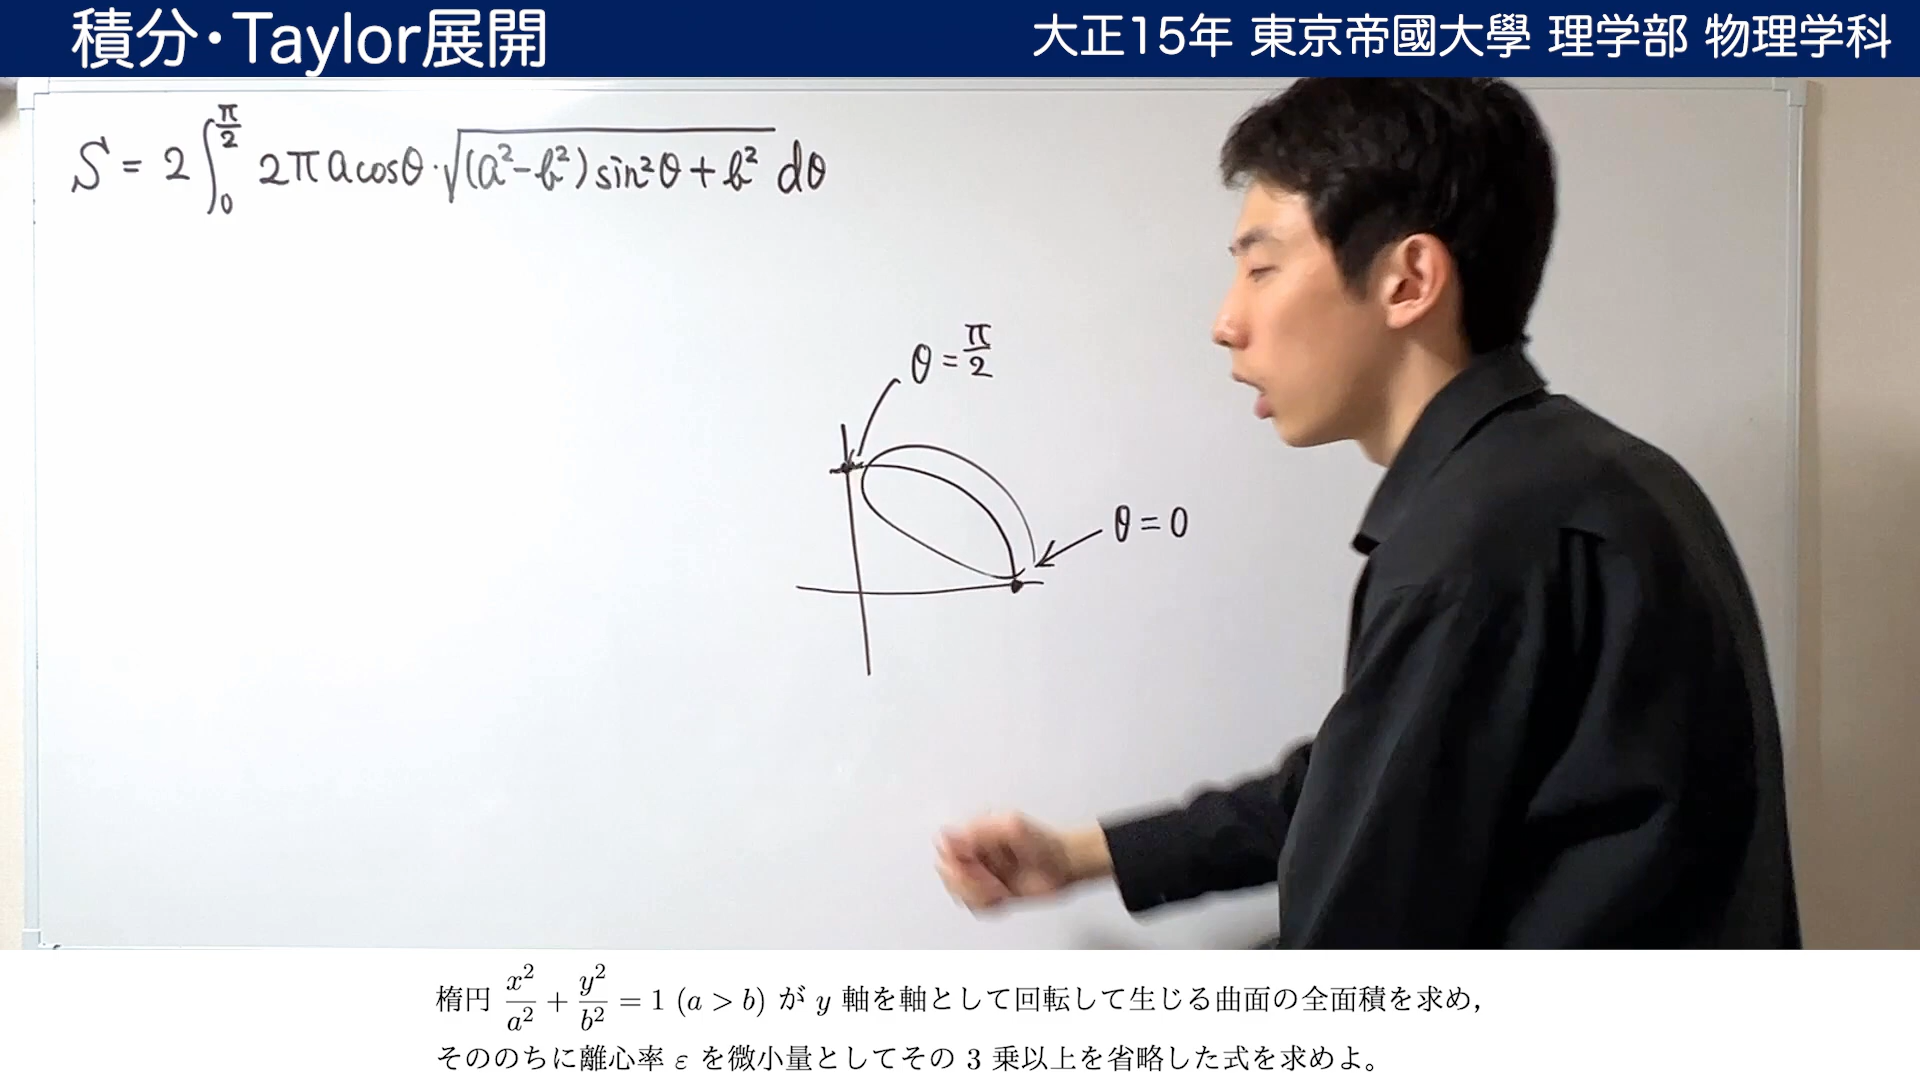 積分・Taylor展開
大正15年 東京帝國大學 理学部 物理学科
S = 2∫₀^{π/2} 2πa cosθ・√((a²−b²)sin²θ+b²) dθ
θ = π/2
θ = 0
楕円 x²/a² + y²/b² = 1 (a > b) が y 軸を軸として回転して生じる曲面の全面積を求め,
そののちに離心率 ε を微小量としてその 3 乗以上を省略した式を求めよ。